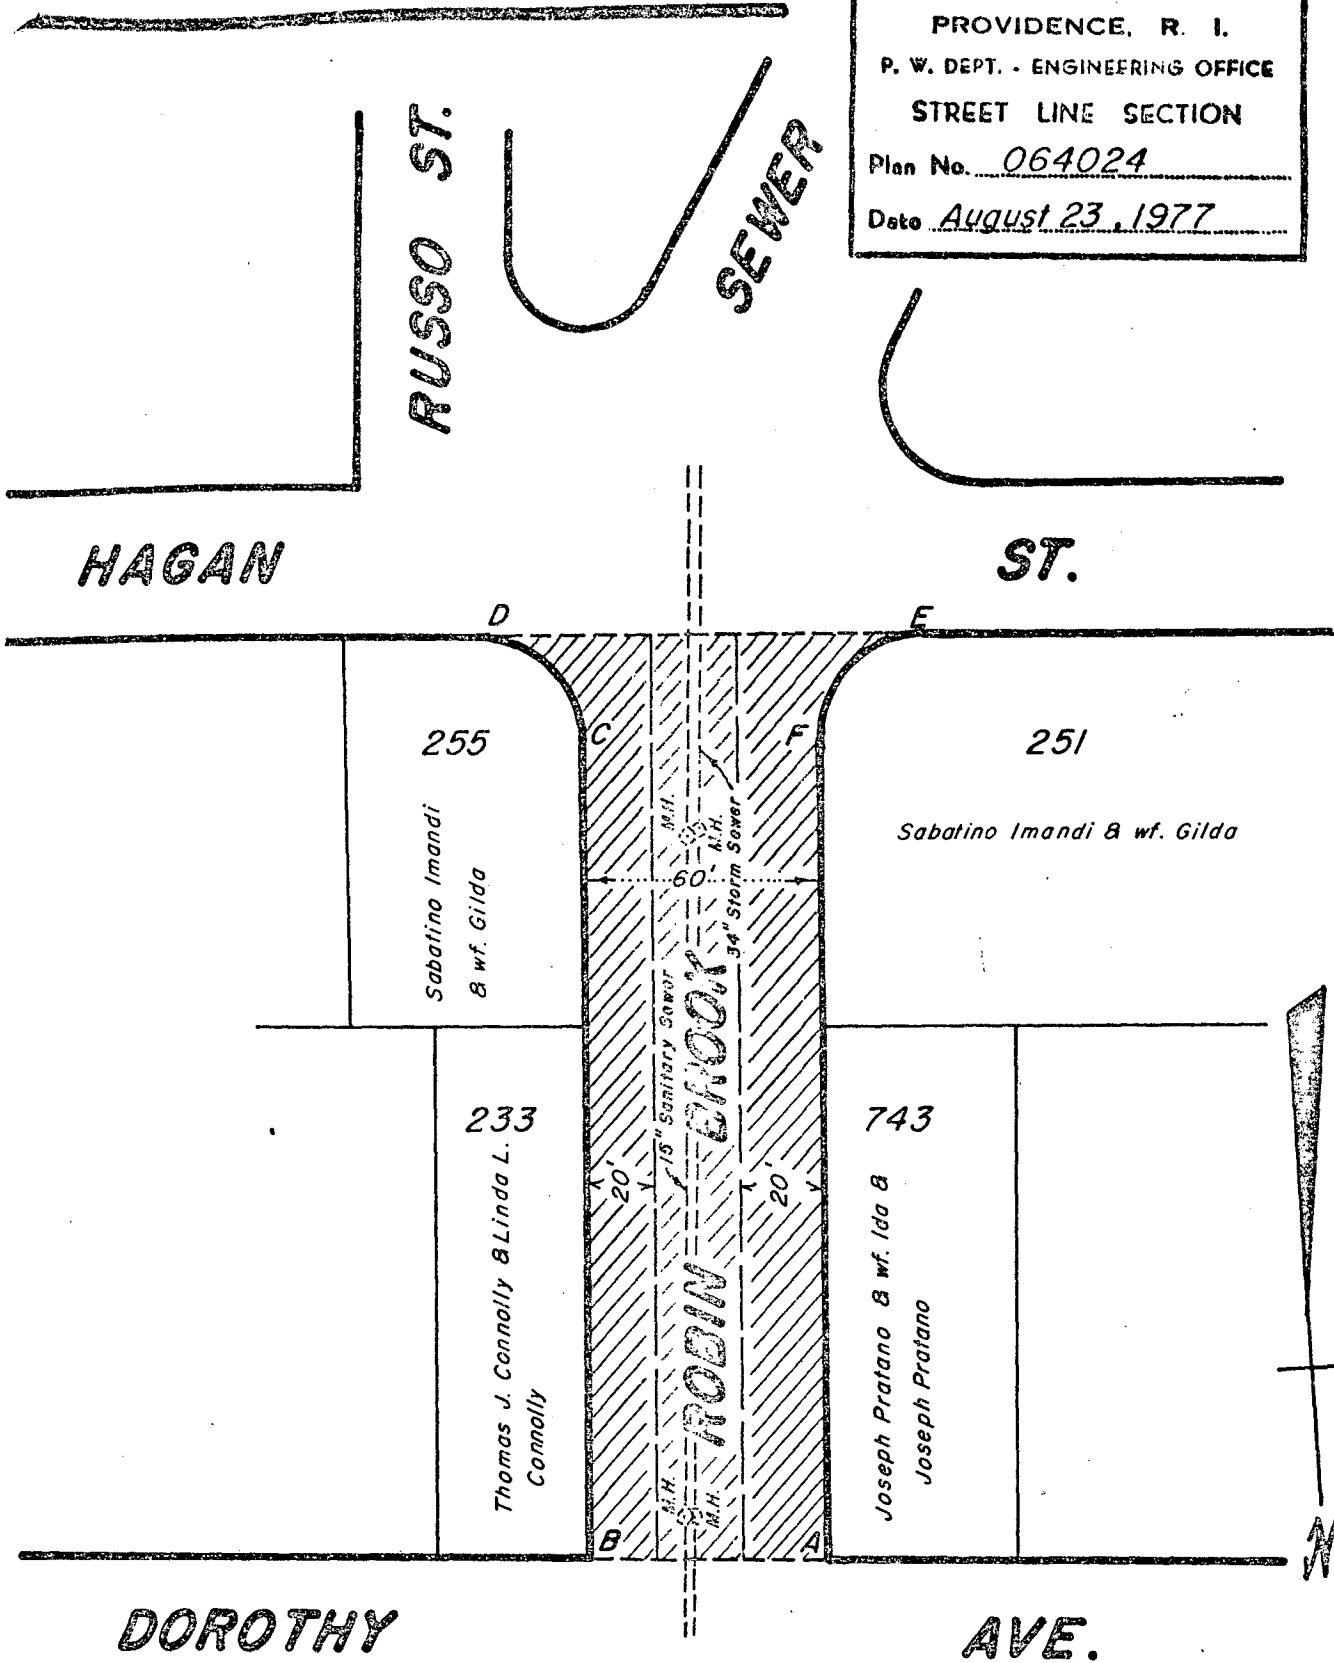 PROVIDENCE, R. I.
P. W. DEPT. - ENGINEERING OFFICE
STREET LINE SECTION
Plan No. 064024
Date August 23, 1977
RUSSO ST.
SEWER
HAGAN ST.
D
E
C
F
255
251
Sabatino Imandi
& wf. Gilda
Sabatino Imandi & wf. Gilda
M.H.
M.H.
34" Storm Sewer
60'
15" Sanitary Sewer
ROBIN BROOK
233
743
20'
20'
Thomas J. Connolly & Linda L.
Connolly
Joseph Pratano & wf. Ida &
Joseph Pratano
M.H.
M.H.
B
A
N
DOROTHY AVE.